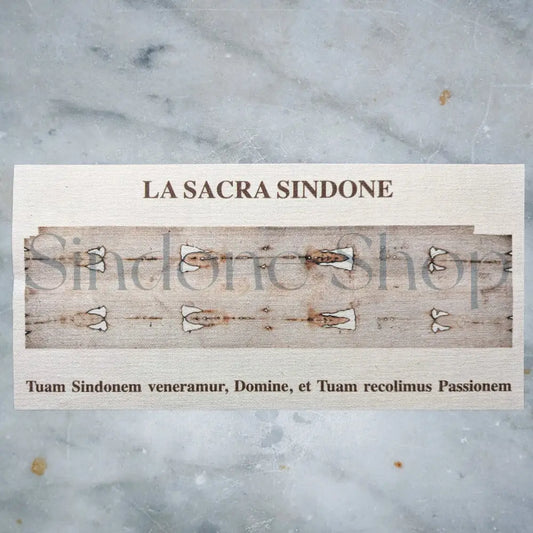 LA SACRA SINDONE
Sindone Shop
Tuam Sindonem veneramur, Domine, et Tuam recolimus Passionem